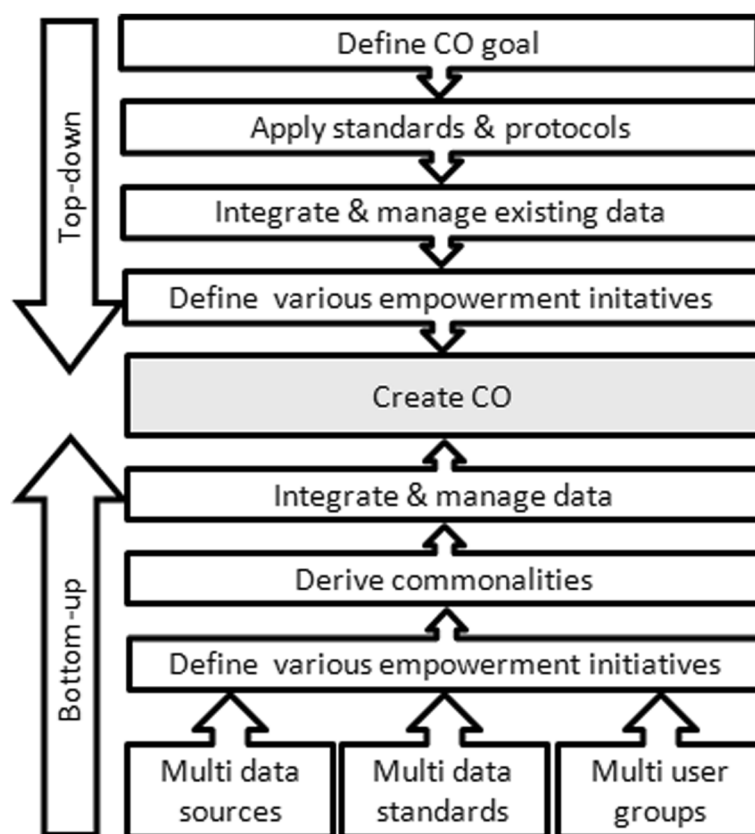 Top-down
Define CO goal
Apply standards & protocols
Integrate & manage existing data
Define various empowerment initatives
Create CO
Bottom-up
Integrate & manage data
Derive commonalities
Define various empowerment initiatives
Multi data
sources
Multi data
standards
Multi user
groups